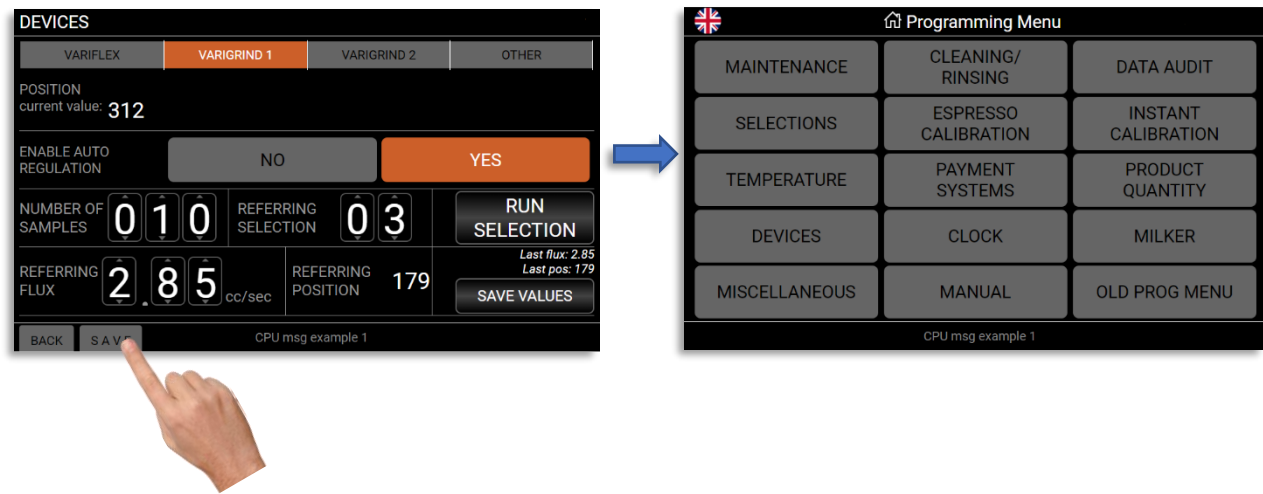 DEVICES
VARIFLEX VARIGRIND 1 VARIGRIND 2 OTHER
POSITION
current value: 312
ENABLE AUTO
REGULATION
NO YES
NUMBER OF
SAMPLES
0 1 0
REFERRING
SELECTION
0 3
RUN
SELECTION
REFERRING
FLUX
2 . 8 5 cc/sec
REFERRING
POSITION
179
Last flux: 2.85
Last pos: 179
SAVE VALUES
BACK S A V E CPU msg example 1
Programming Menu
MAINTENANCE
CLEANING/
RINSING
DATA AUDIT
SELECTIONS
ESPRESSO
CALIBRATION
INSTANT
CALIBRATION
TEMPERATURE
PAYMENT
SYSTEMS
PRODUCT
QUANTITY
DEVICES
CLOCK
MILKER
MISCELLANEOUS
MANUAL
OLD PROG MENU
CPU msg example 1